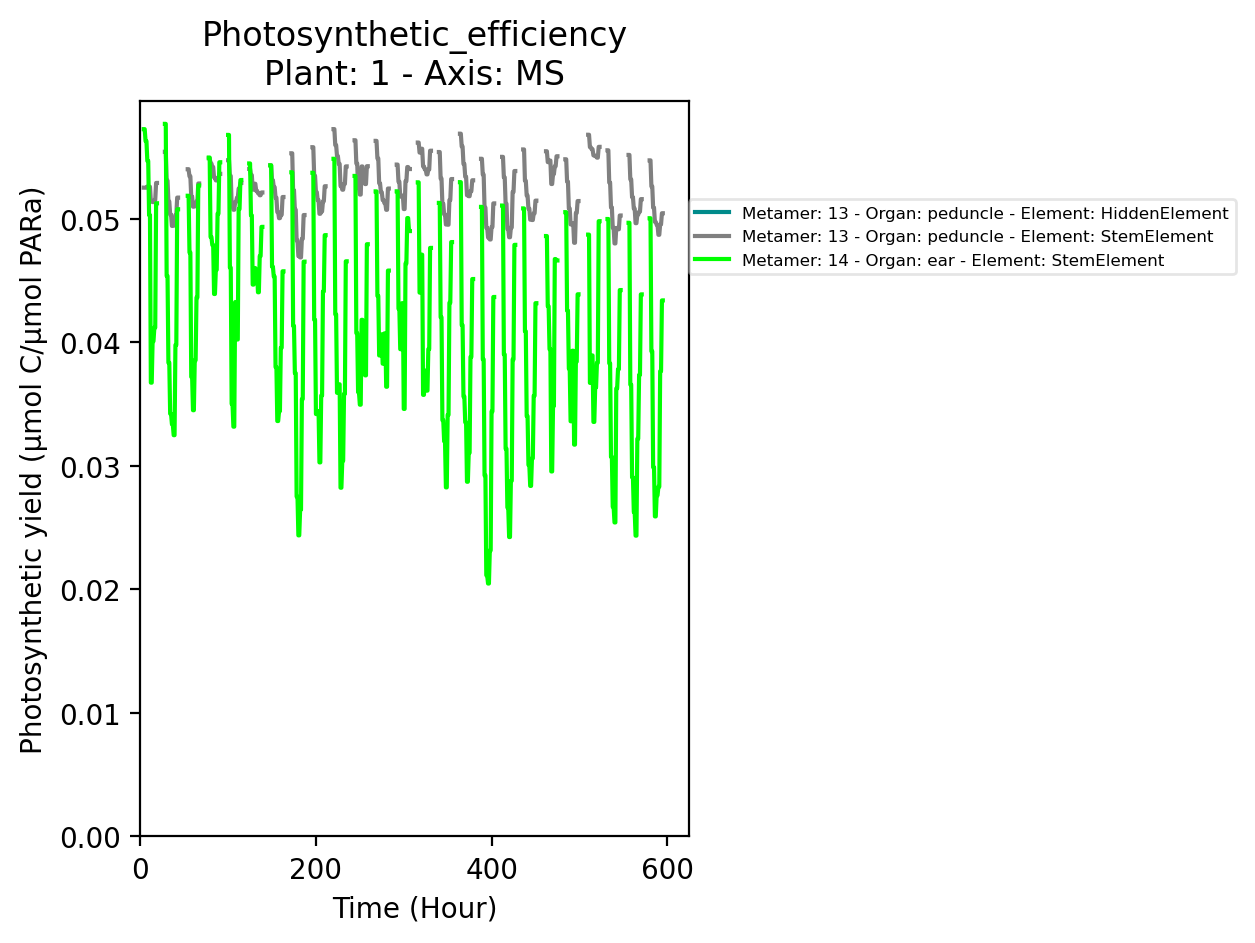 Photosynthetic_efficiency
Plant: 1 - Axis: MS
Photosynthetic yield (µmol C/µmol PARa)
0.05
0.04
0.03
0.02
0.01
0.00
0
200
400
600
Time (Hour)
Metamer: 13 - Organ: peduncle - Element: HiddenElement
Metamer: 13 - Organ: peduncle - Element: StemElement
Metamer: 14 - Organ: ear - Element: StemElement